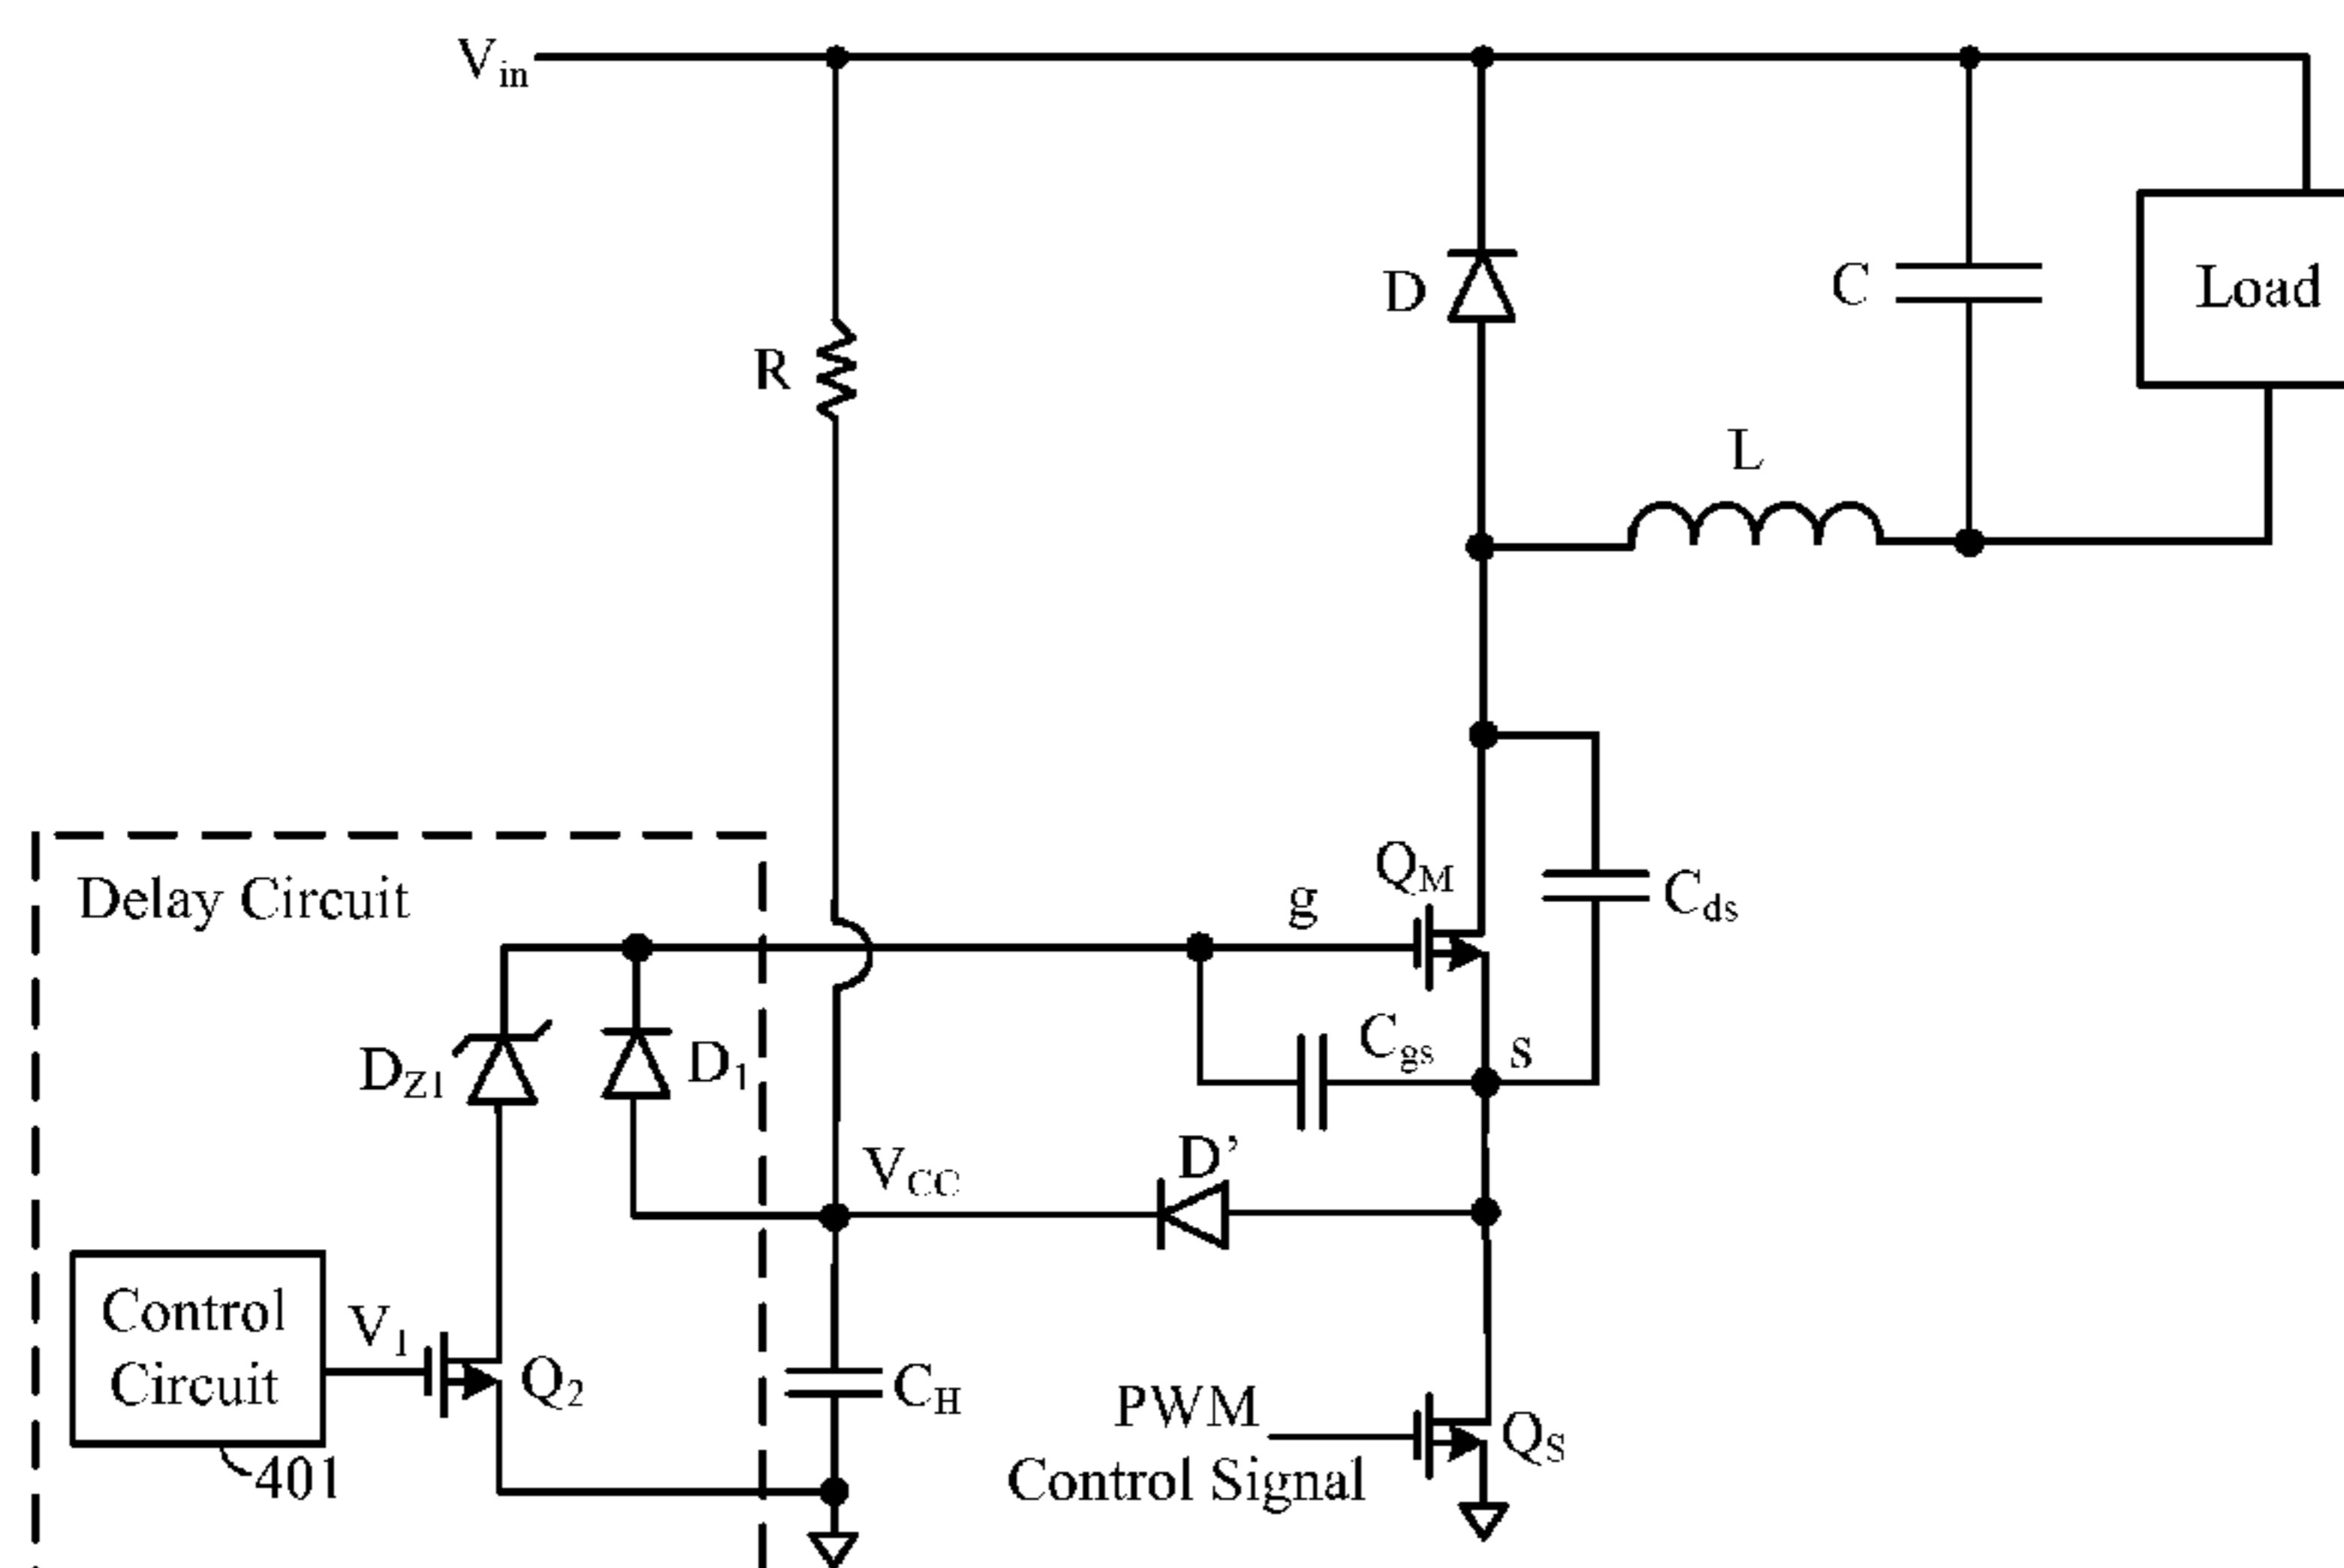 Vin
D
C
Load
R
L
Delay Circuit
QM
g
Cds
DZ1
D1
Cgs
s
VCC
D’
Control
Circuit
V1
Q2
CH
PWM
Control Signal
QS
401